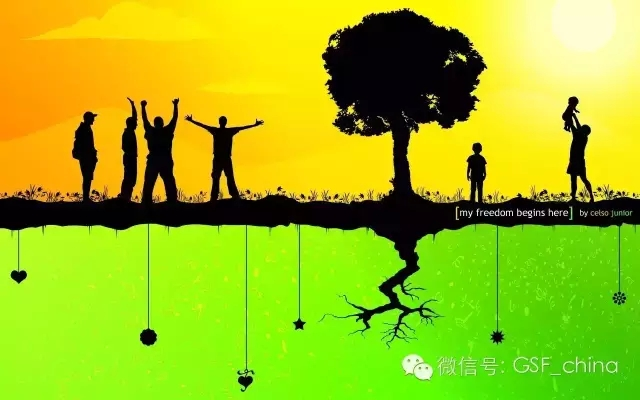 [my freedom begins here] by celso junior
微信号: GSF_china